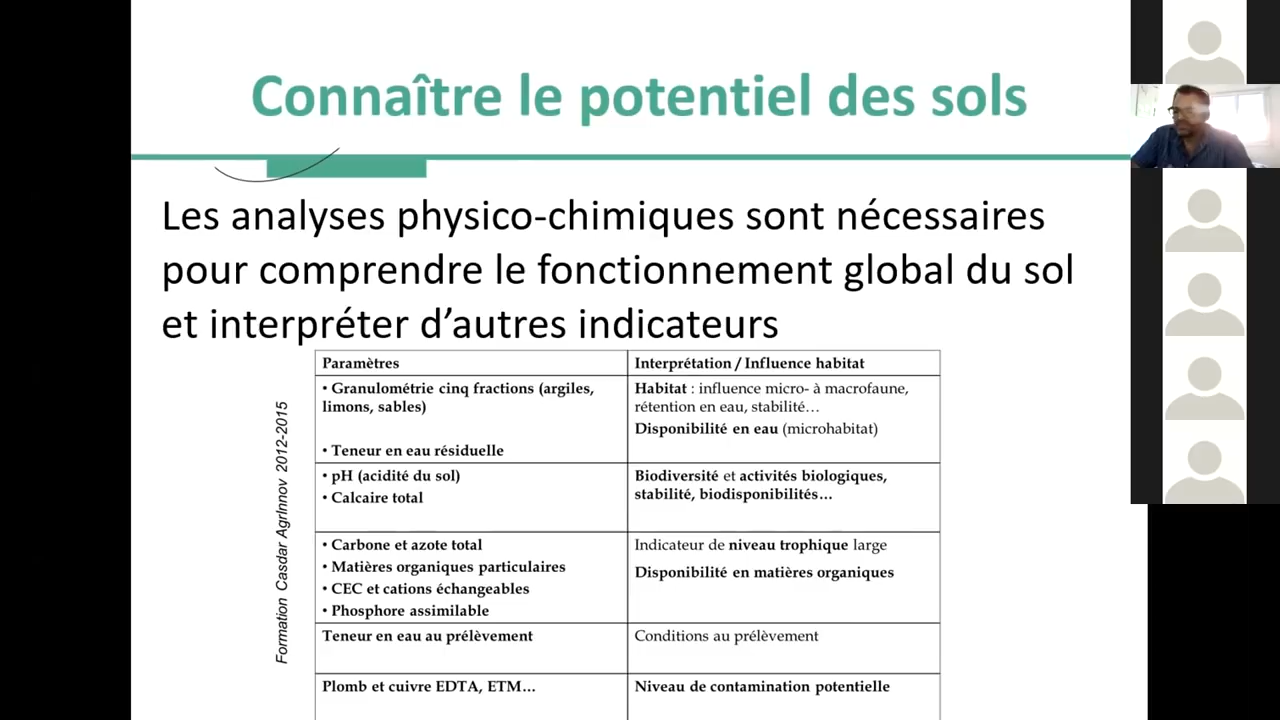 Connaître le potentiel des sols
Les analyses physico-chimiques sont nécessaires
pour comprendre le fonctionnement global du sol
et interpréter d’autres indicateurs
Formation Casdar AgrInnov 2012-2015
Paramètres
Interprétation / Influence habitat
• Granulométrie cinq fractions (argiles,
limons, sables)
• Teneur en eau résiduelle
Habitat : influence micro- à macrofaune,
rétention en eau, stabilité…
Disponibilité en eau (microhabitat)
• pH (acidité du sol)
• Calcaire total
Biodiversité et activités biologiques,
stabilité, biodisponibilités…
• Carbone et azote total
• Matières organiques particulaires
• CEC et cations échangeables
• Phosphore assimilable
Indicateur de niveau trophique large
Disponibilité en matières organiques
Teneur en eau au prélèvement
Conditions au prélèvement
Plomb et cuivre EDTA, ETM…
Niveau de contamination potentielle